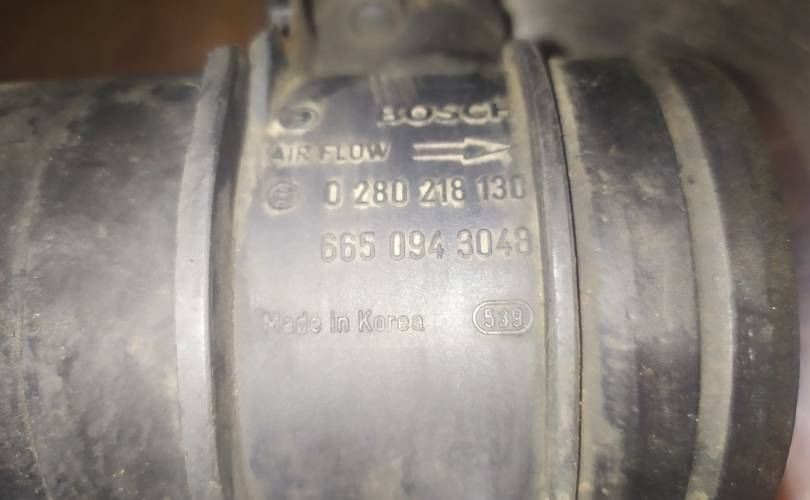 BOSCH
AIR FLOW
0 280 218 130
665 094 3048
Made in Korea 539